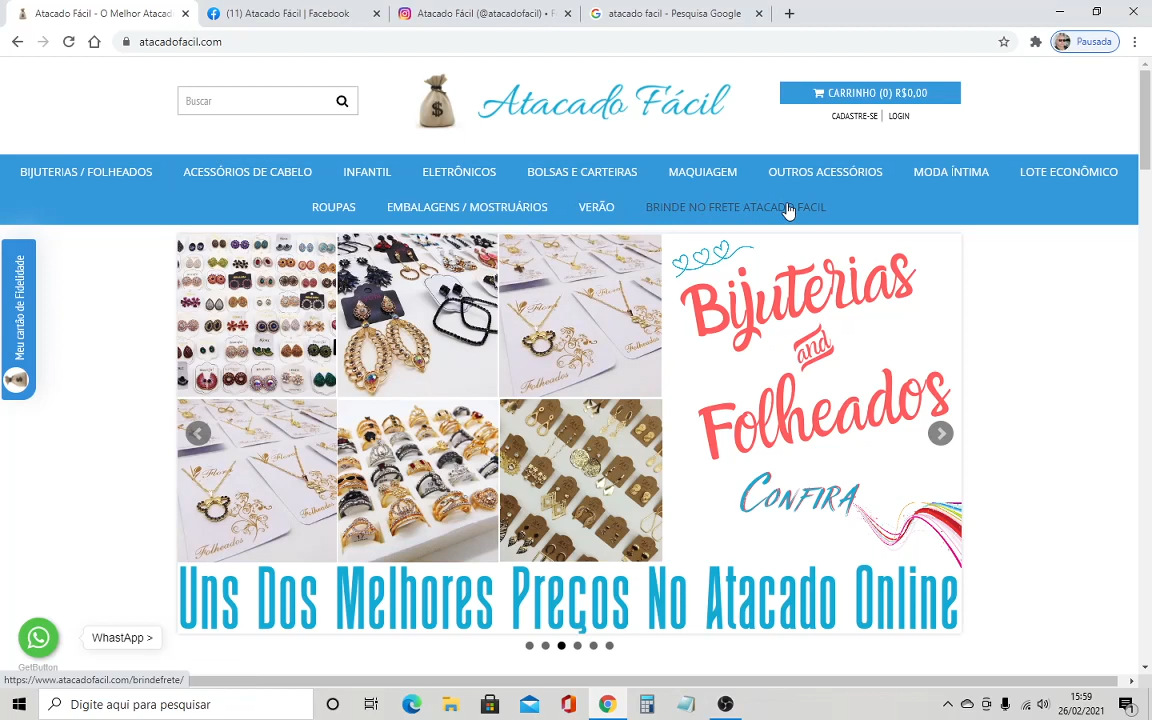 Atacado Fácil - O Melhor Atacad
(11) Atacado Fácil | Facebook
Atacado Fácil (@atacadofacil) • F
atacado facil - Pesquisa Google
atacadofacil.com
Pausada
Buscar
$
Atacado Fácil
CARRINHO (0) R$0,00
CADASTRE-SE | LOGIN
BIJUTERIAS / FOLHEADOS
ACESSÓRIOS DE CABELO
INFANTIL
ELETRÔNICOS
BOLSAS E CARTEIRAS
MAQUIAGEM
OUTROS ACESSÓRIOS
MODA ÍNTIMA
LOTE ECONÔMICO
ROUPAS
EMBALAGENS / MOSTRUÁRIOS
VERÃO
BRINDE NO FRETE ATACADO FACIL
Meu cartão de Fidelidade
Bijuterias
and
Folheados
Confira
Folheados
Folheados
Uns Dos Melhores Preços No Atacado Online
WhastApp >
GetButton
https://www.atacadofacil.com/brindefrete/
Digite aqui para pesquisar
15:59
26/02/2021
1